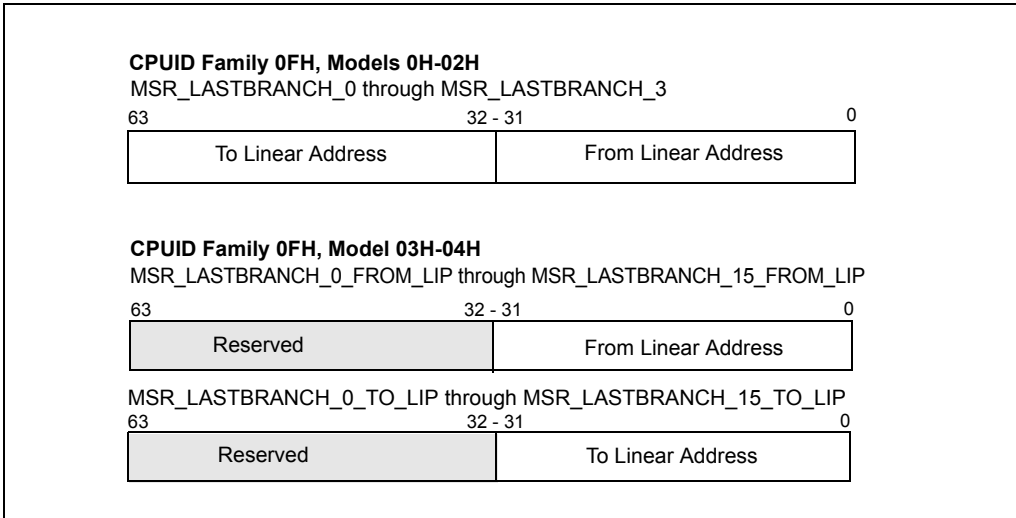 CPUID Family 0FH, Models 0H-02H
MSR_LASTBRANCH_0 through MSR_LASTBRANCH_3
63 32 - 31 0
To Linear Address From Linear Address
CPUID Family 0FH, Model 03H-04H
MSR_LASTBRANCH_0_FROM_LIP through MSR_LASTBRANCH_15_FROM_LIP
63 32 - 31 0
Reserved From Linear Address
MSR_LASTBRANCH_0_TO_LIP through MSR_LASTBRANCH_15_TO_LIP
63 32 - 31 0
Reserved To Linear Address